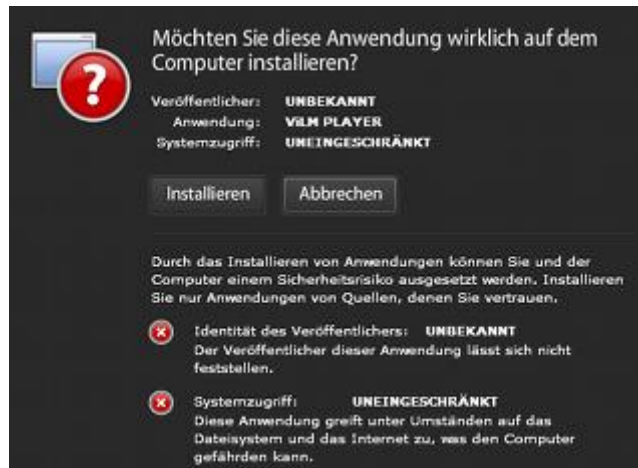 Möchten Sie diese Anwendung wirklich auf dem
Computer installieren?
Veröffentlicher: UNBEKANNT
Anwendung: ViLM PLAYER
Systemzugriff: UNEINGESCHRÄNKT
Installieren Abbrechen
Durch das Installieren von Anwendungen können Sie und der
Computer einem Sicherheitsrisiko ausgesetzt werden. Installieren
Sie nur Anwendungen von Quellen, denen Sie vertrauen.
Identität des Veröffentlichers: UNBEKANNT
Der Veröffentlicher dieser Anwendung lässt sich nicht
feststellen.
Systemzugriff: UNEINGESCHRÄNKT
Diese Anwendung greift unter Umständen auf das
Dateisystem und das Internet zu, was den Computer
gefährden kann.